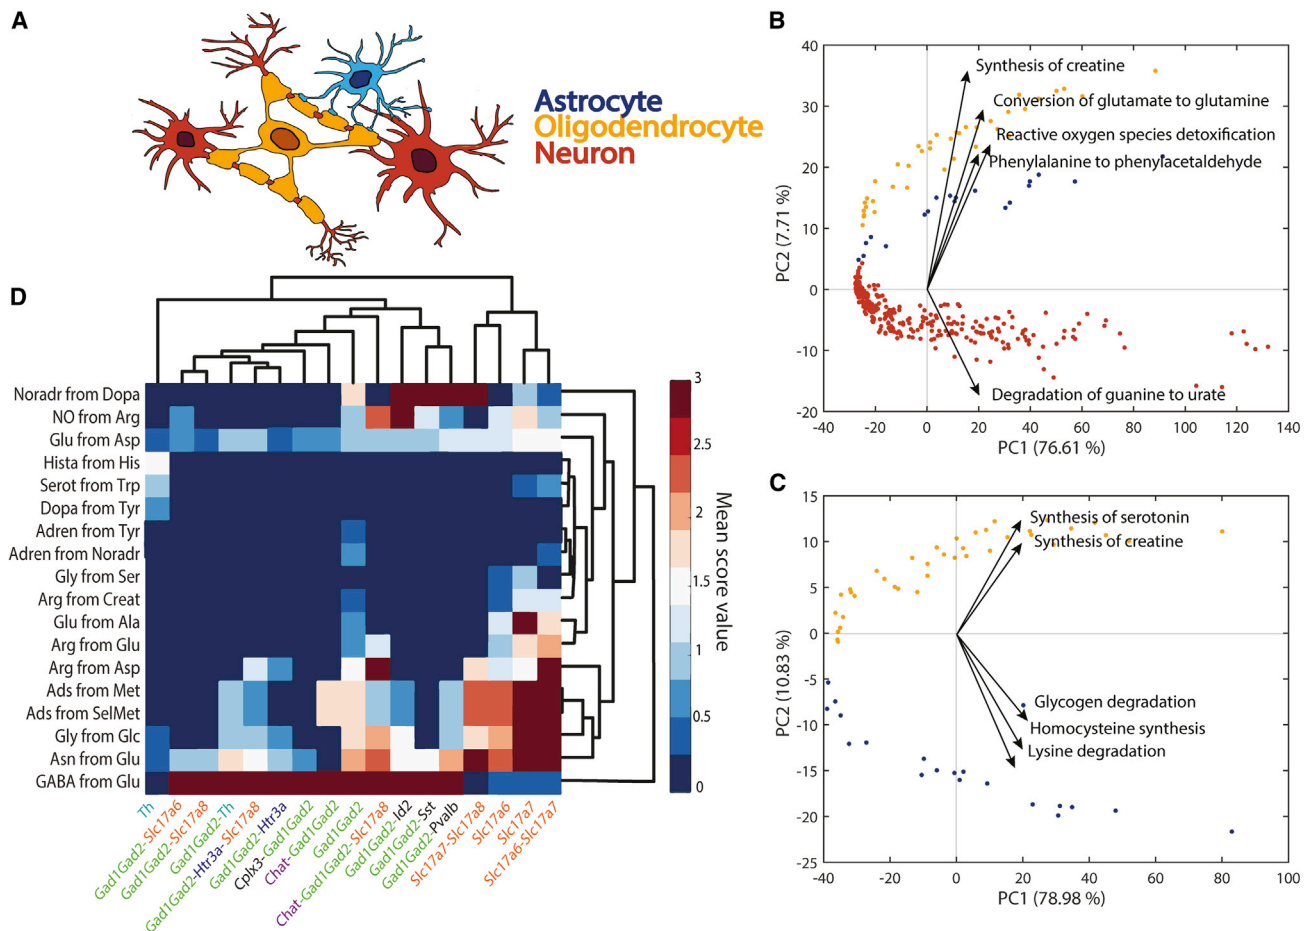 A
Astrocyte
Oligodendrocyte
Neuron
B
40
30
20
10
0
-10
-20
PC2 (7.71 %)
Synthesis of creatine
Conversion of glutamate to glutamine
Reactive oxygen species detoxification
Phenylalanine to phenylacetaldehyde
Degradation of guanine to urate
-40 -20 0 20 40 60 80 100 120 140
PC1 (76.61 %)
C
15
10
5
0
-5
-10
-15
-20
-25
PC2 (10.83 %)
Synthesis of serotonin
Synthesis of creatine
Glycogen degradation
Homocysteine synthesis
Lysine degradation
-40 -20 0 20 40 60 80 100
PC1 (78.98 %)
D
Noradr from Dopa
NO from Arg
Glu from Asp
Hista from His
Serot from Trp
Dopa from Tyr
Adren from Tyr
Adren from Noradr
Gly from Ser
Arg from Creat
Glu from Ala
Arg from Glu
Arg from Asp
Ads from Met
Ads from SelMet
Gly from Glc
Asn from Glu
GABA from Glu
3
2.5
2
1.5
1
0.5
0
Mean score value
Th
Gad1Gad2-Slc17a6
Gad1Gad2-Slc17a8
Gad1Gad2-Th
Gad1Gad2-Htr3a-Slc17a8
Gad1Gad2-Htr3a
Cplx3-Gad1Gad2
Chat-Gad1Gad2
Gad1Gad2
Chat-Gad1Gad2-Slc17a8
Gad1Gad2-Id2
Gad1Gad2-Sst
Gad1Gad2-Pvalb
Slc17a7-Slc17a8
Slc17a6
Slc17a7
Slc17a6-Slc17a7